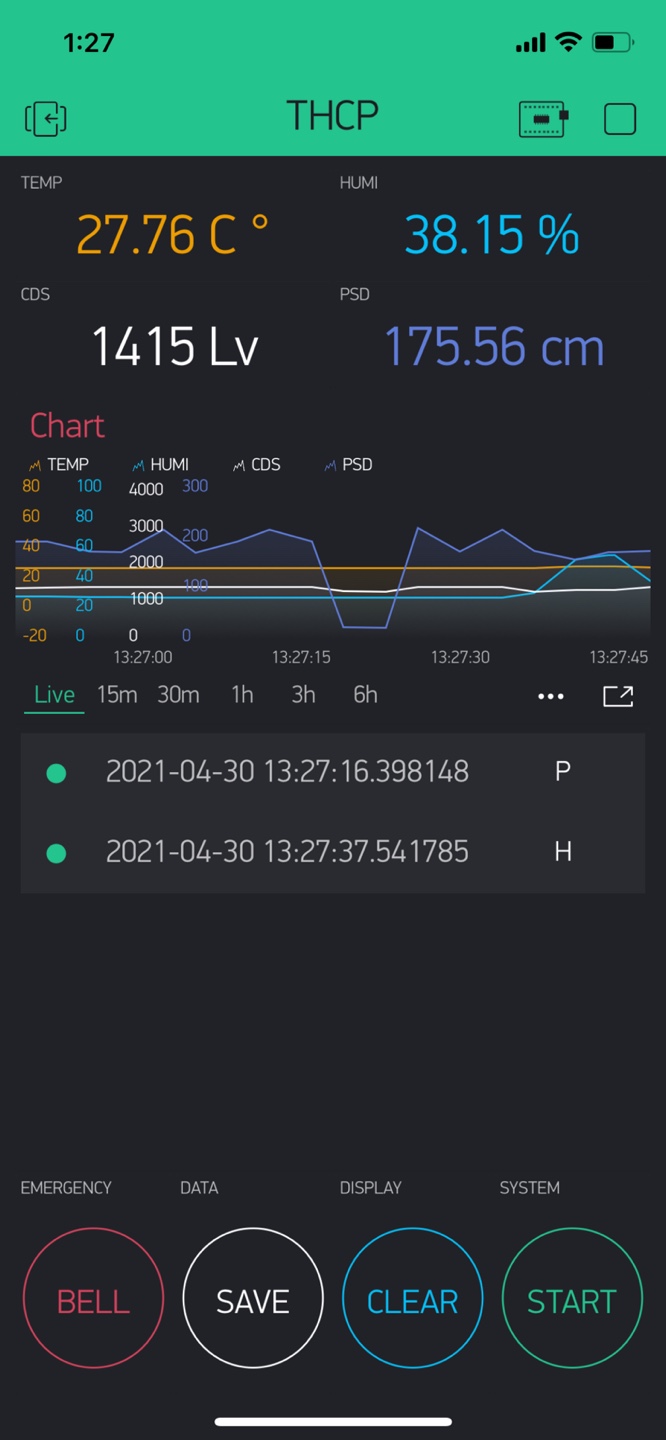 1:27
THCP
TEMP HUMI
27.76 C ° 38.15 %
CDS PSD
1415 Lv 175.56 cm
Chart
TEMP HUMI CDS PSD
80 100 4000 300
60 80 3000 200
40 60 2000
20 40 1000 100
0 20
-20 0 0 0
13:27:00 13:27:15 13:27:30 13:27:45
Live 15m 30m 1h 3h 6h ...
2021-04-30 13:27:16.398148 P
2021-04-30 13:27:37.541785 H
EMERGENCY DATA DISPLAY SYSTEM
BELL SAVE CLEAR START